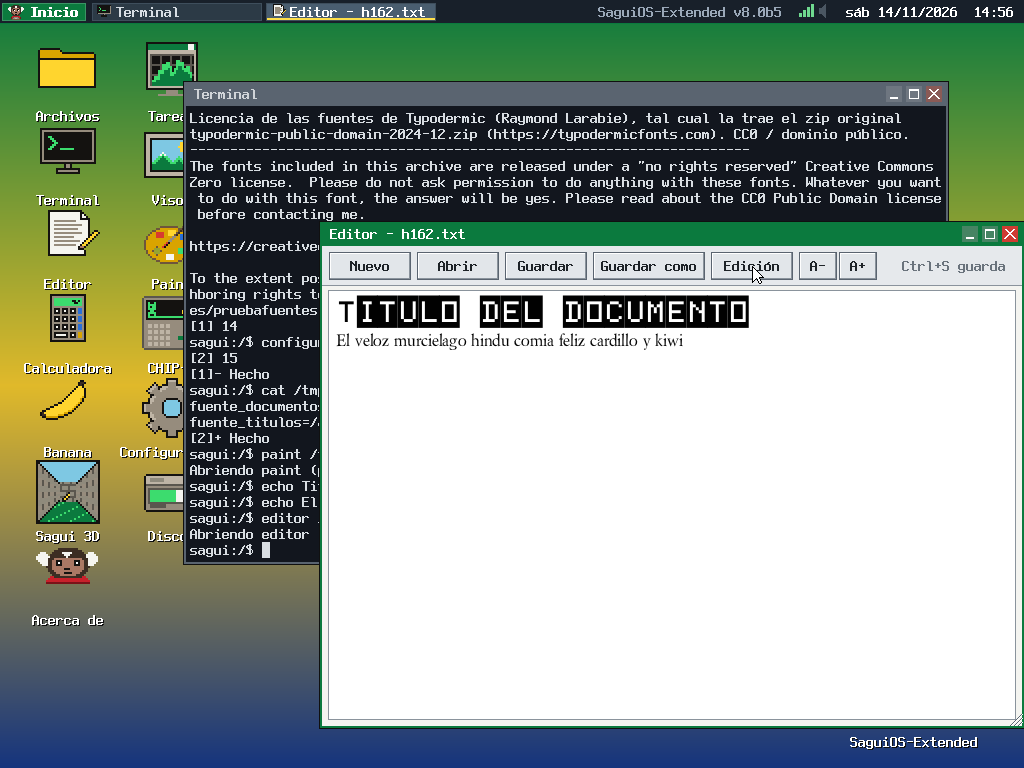 Inicio
Terminal
Editor - h162.txt
SaguiOS-Extended v8.0b5
sáb 14/11/2026
14:56
Archivos
Terminal
Editor
Calculadora
CHIP-
Banana
Sagui 3D
Acerca de
Terminal
Licencia de las fuentes de Typodermic (Raymond Larabie), tal cual la trae el zip original
typodermic-public-domain-2024-12.zip (https://typodermicfonts.com). CC0 / dominio público.
---------------------------------------------------------------------
The fonts included in this archive are released under a "no rights reserved" Creative Commons
Zero license.  Please do not ask permission to do anything with these fonts. Whatever you want
to do with this font, the answer will be yes. Please read about the CC0 Public Domain license
before contacting me.
https://creative
To the extent pos
hboring rights to
es/pruebafuentes
[1] 14
sagui:/$ configu
[2] 15
[1]- Hecho
sagui:/$ cat /tm
fuente_documento
fuente_titulos=/
[2]+ Hecho
sagui:/$ paint /
Abriendo paint (
sagui:/$ echo Ti
sagui:/$ echo El
sagui:/$ editor
Abriendo editor
sagui:/$
Editor - h162.txt
Nuevo
Abrir
Guardar
Guardar como
Edición
A-
A+
Ctrl+S guarda
TITULO DEL DOCUMENTO
El veloz murcielago hindu comia feliz cardillo y kiwi
SaguiOS-Extended